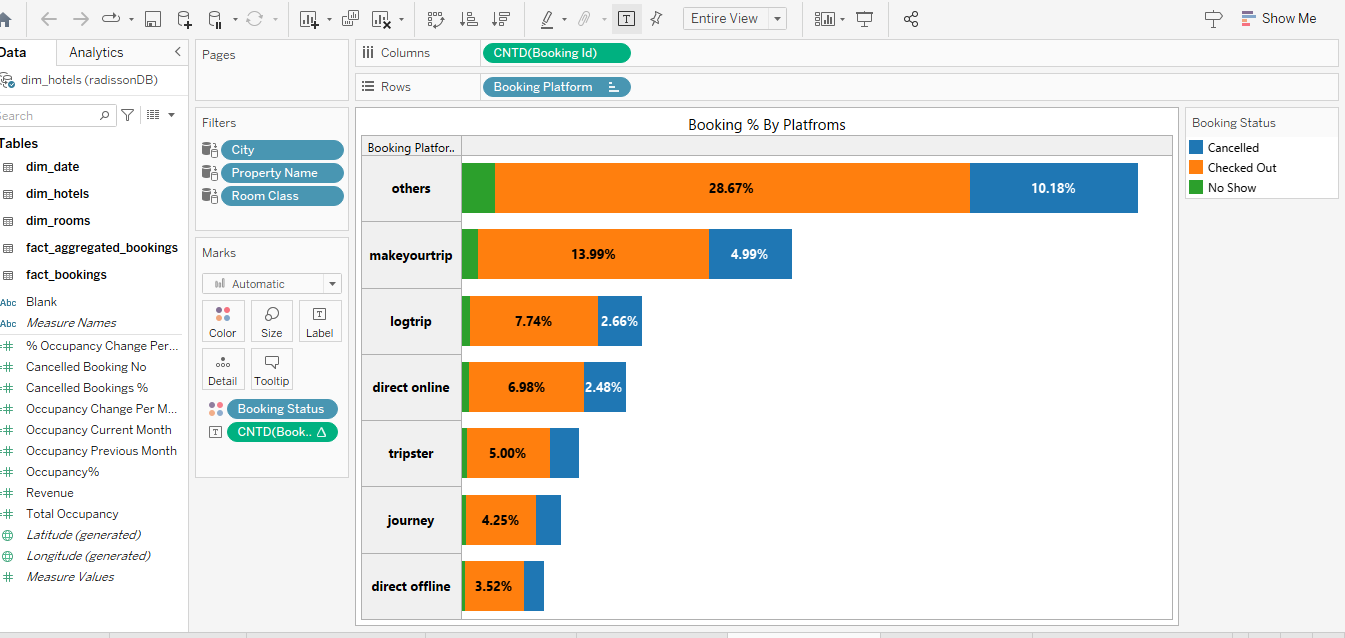 Entire View
Show Me
Data
Analytics
dim_hotels (radissonDB)
Search
Tables
dim_date
dim_hotels
dim_rooms
fact_aggregated_bookings
fact_bookings
Abc Blank
Abc Measure Names
% Occupancy Change Per...
Cancelled Booking No
Cancelled Bookings %
Occupancy Change Per M...
Occupancy Current Month
Occupancy Previous Month
Occupancy%
Revenue
Total Occupancy
Latitude (generated)
Longitude (generated)
Measure Values
Pages
Filters
City
Property Name
Room Class
Marks
Automatic
Color
Size
Label
Detail
Tooltip
Booking Status
CNTD(Book.. Δ
Columns
CNTD(Booking Id)
Rows
Booking Platform
Booking % By Platfroms
Booking Platfor..
others 28.67% 10.18%
makeyourtrip 13.99% 4.99%
logtrip 7.74% 2.66%
direct online 6.98% 2.48%
tripster 5.00%
journey 4.25%
direct offline 3.52%
Booking Status
Cancelled
Checked Out
No Show